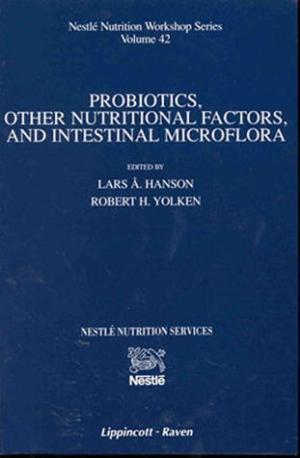 Nestlé Nutrition Workshop Series
Volume 42
PROBIOTICS,
OTHER NUTRITIONAL FACTORS,
AND INTESTINAL MICROFLORA
EDITED BY
LARS Å. HANSON
ROBERT H. YOLKEN
NESTLÉ NUTRITION SERVICES
Nestlé
Lippincott - Raven